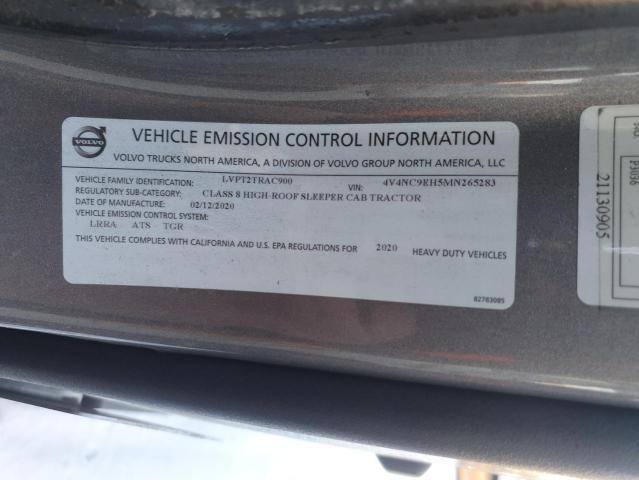 VOLVO
VEHICLE EMISSION CONTROL INFORMATION
VOLVO TRUCKS NORTH AMERICA, A DIVISION OF VOLVO GROUP NORTH AMERICA, LLC
VEHICLE FAMILY IDENTIFICATION: LVPT2TRAC900 VIN: 4V4NC9EH5MN265283
REGULATORY SUB-CATEGORY: CLASS 8 HIGH-ROOF SLEEPER CAB TRACTOR
DATE OF MANUFACTURE: 02/12/2020
VEHICLE EMISSION CONTROL SYSTEM:
LRRA ATS TGR
THIS VEHICLE COMPLIES WITH CALIFORNIA AND U.S. EPA REGULATIONS FOR 2020 HEAVY DUTY VEHICLES
82783085
P3036
21130905